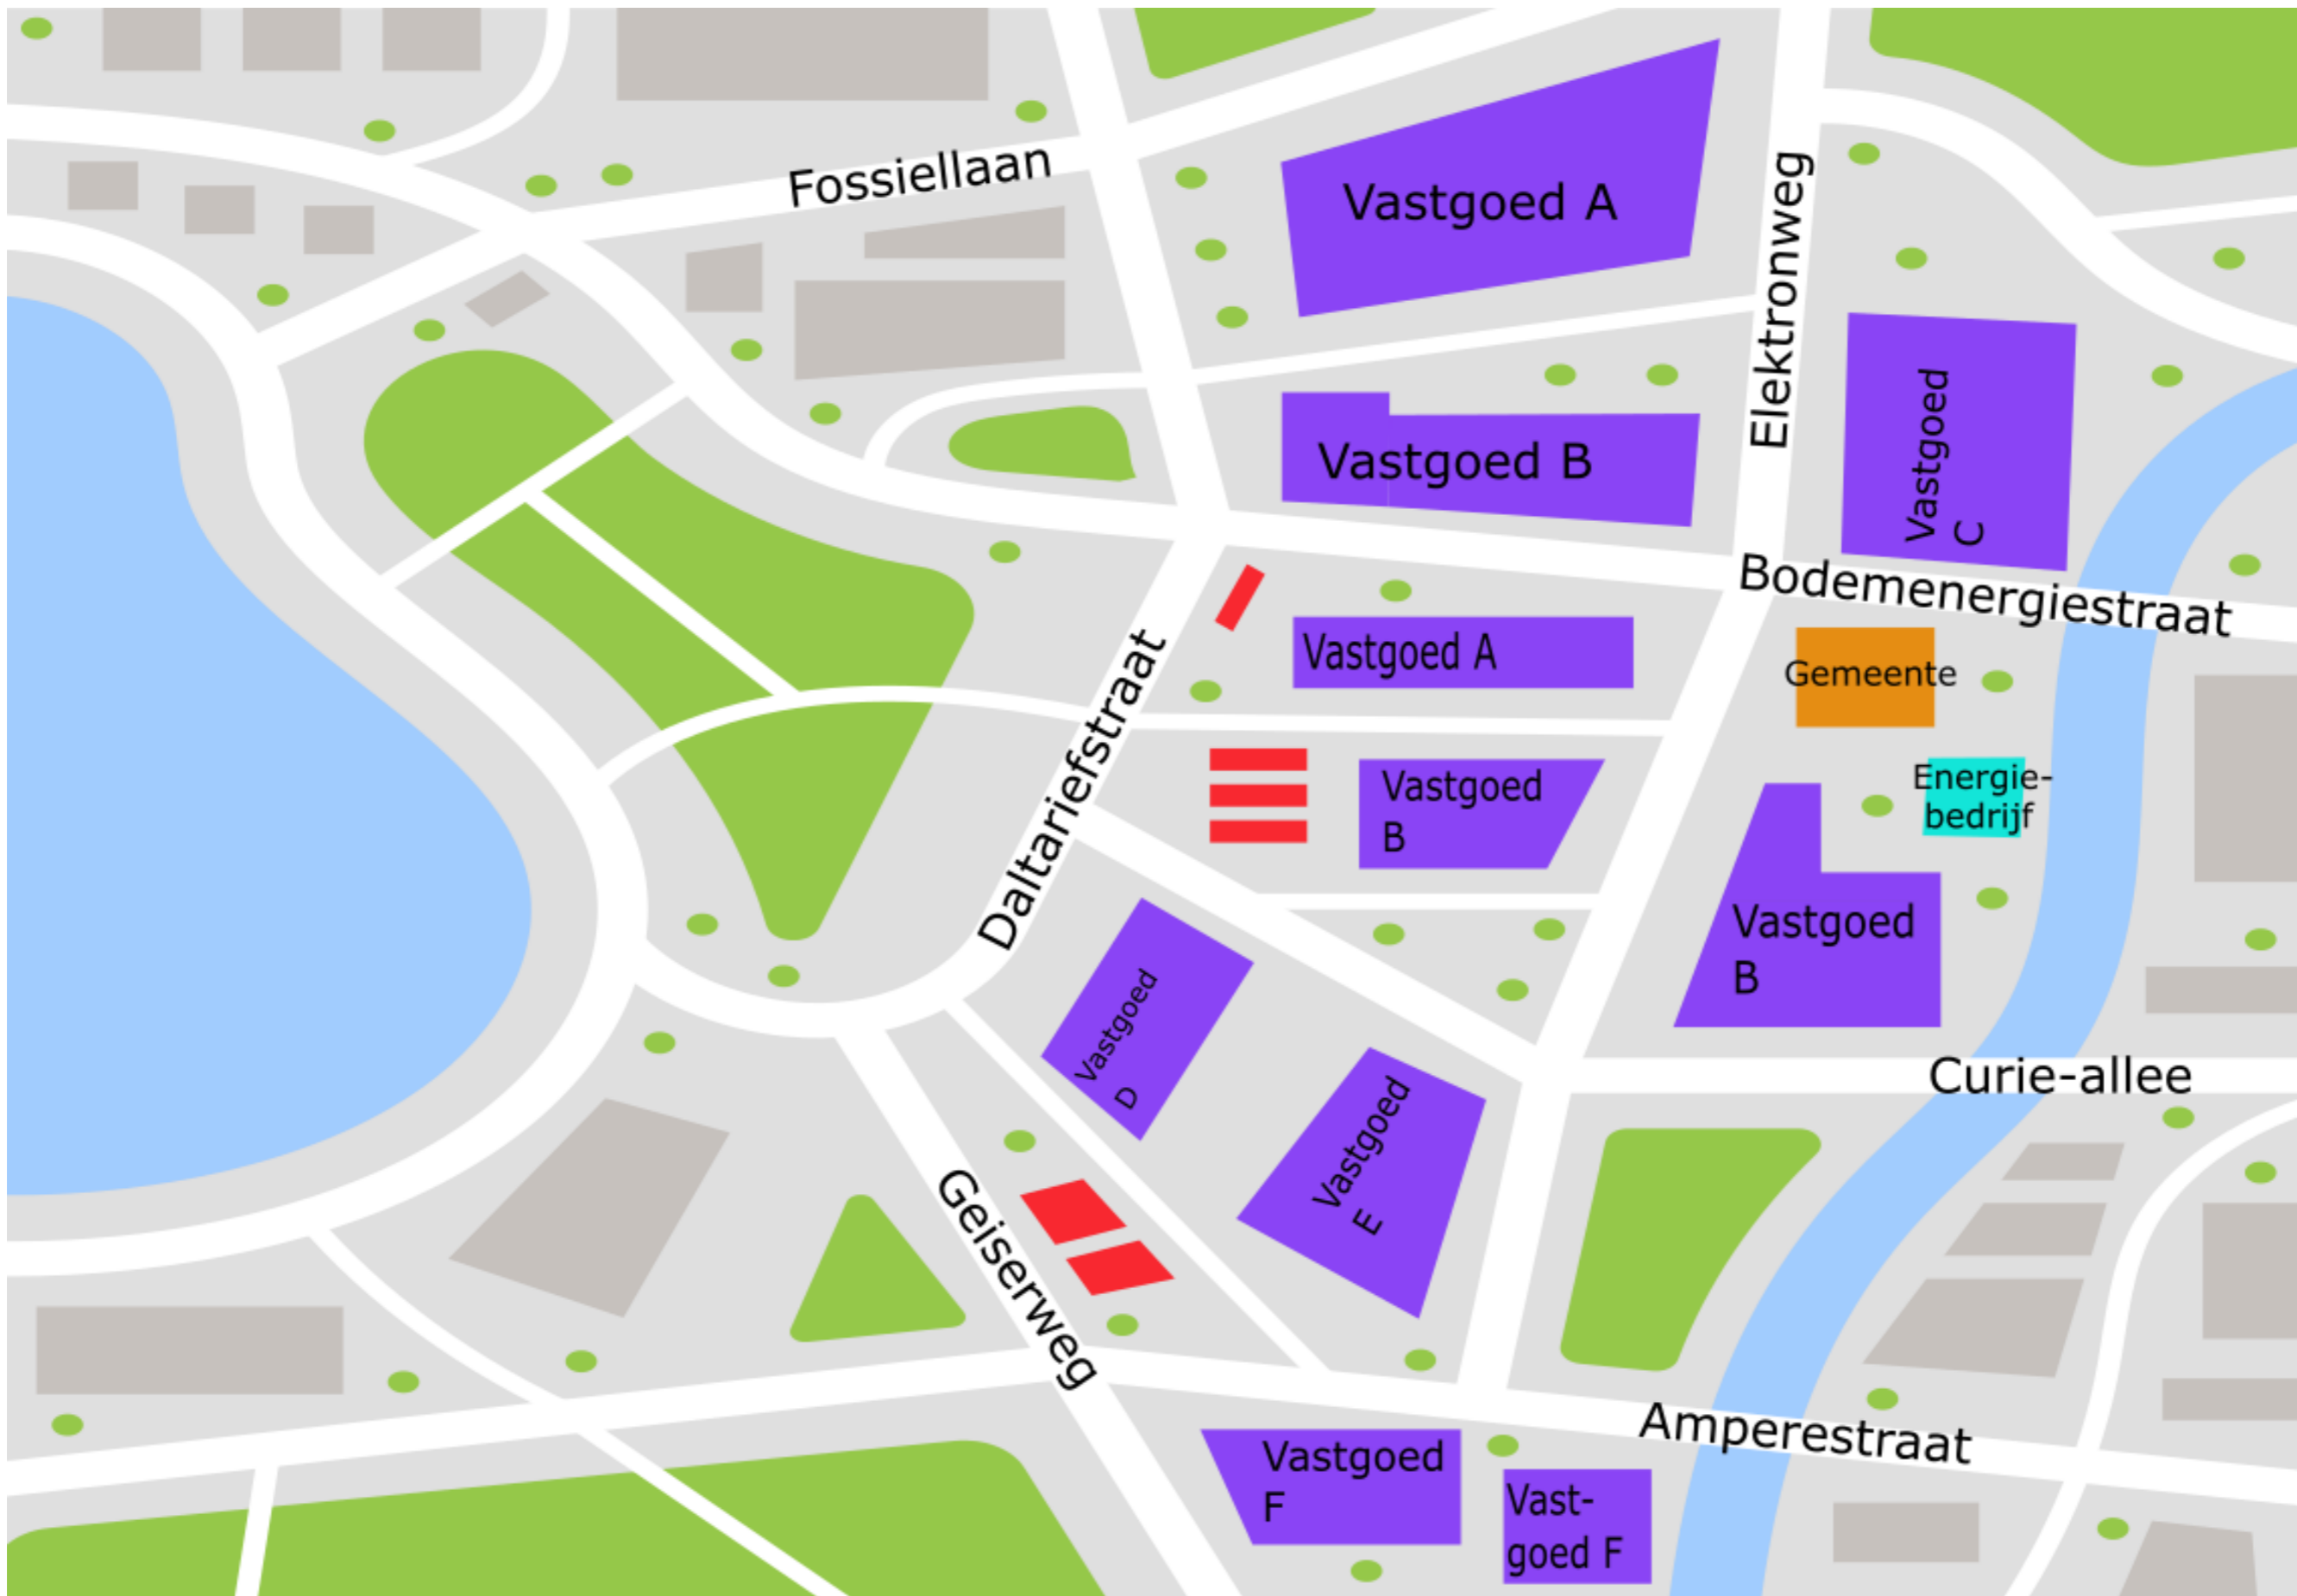 Fossiellaan
Vastgoed A
Elektronweg
Vastgoed
C
Vastgoed B
Bodemenergiestraat
Vastgoed A
Gemeente
Daltariefstraat
Vastgoed
B
Energie-
bedrijf
Vastgoed
B
Vastgoed
D
Vastgoed
E
Curie-allee
Geiserweg
Amperestraat
Vastgoed
F
Vast-
goed F